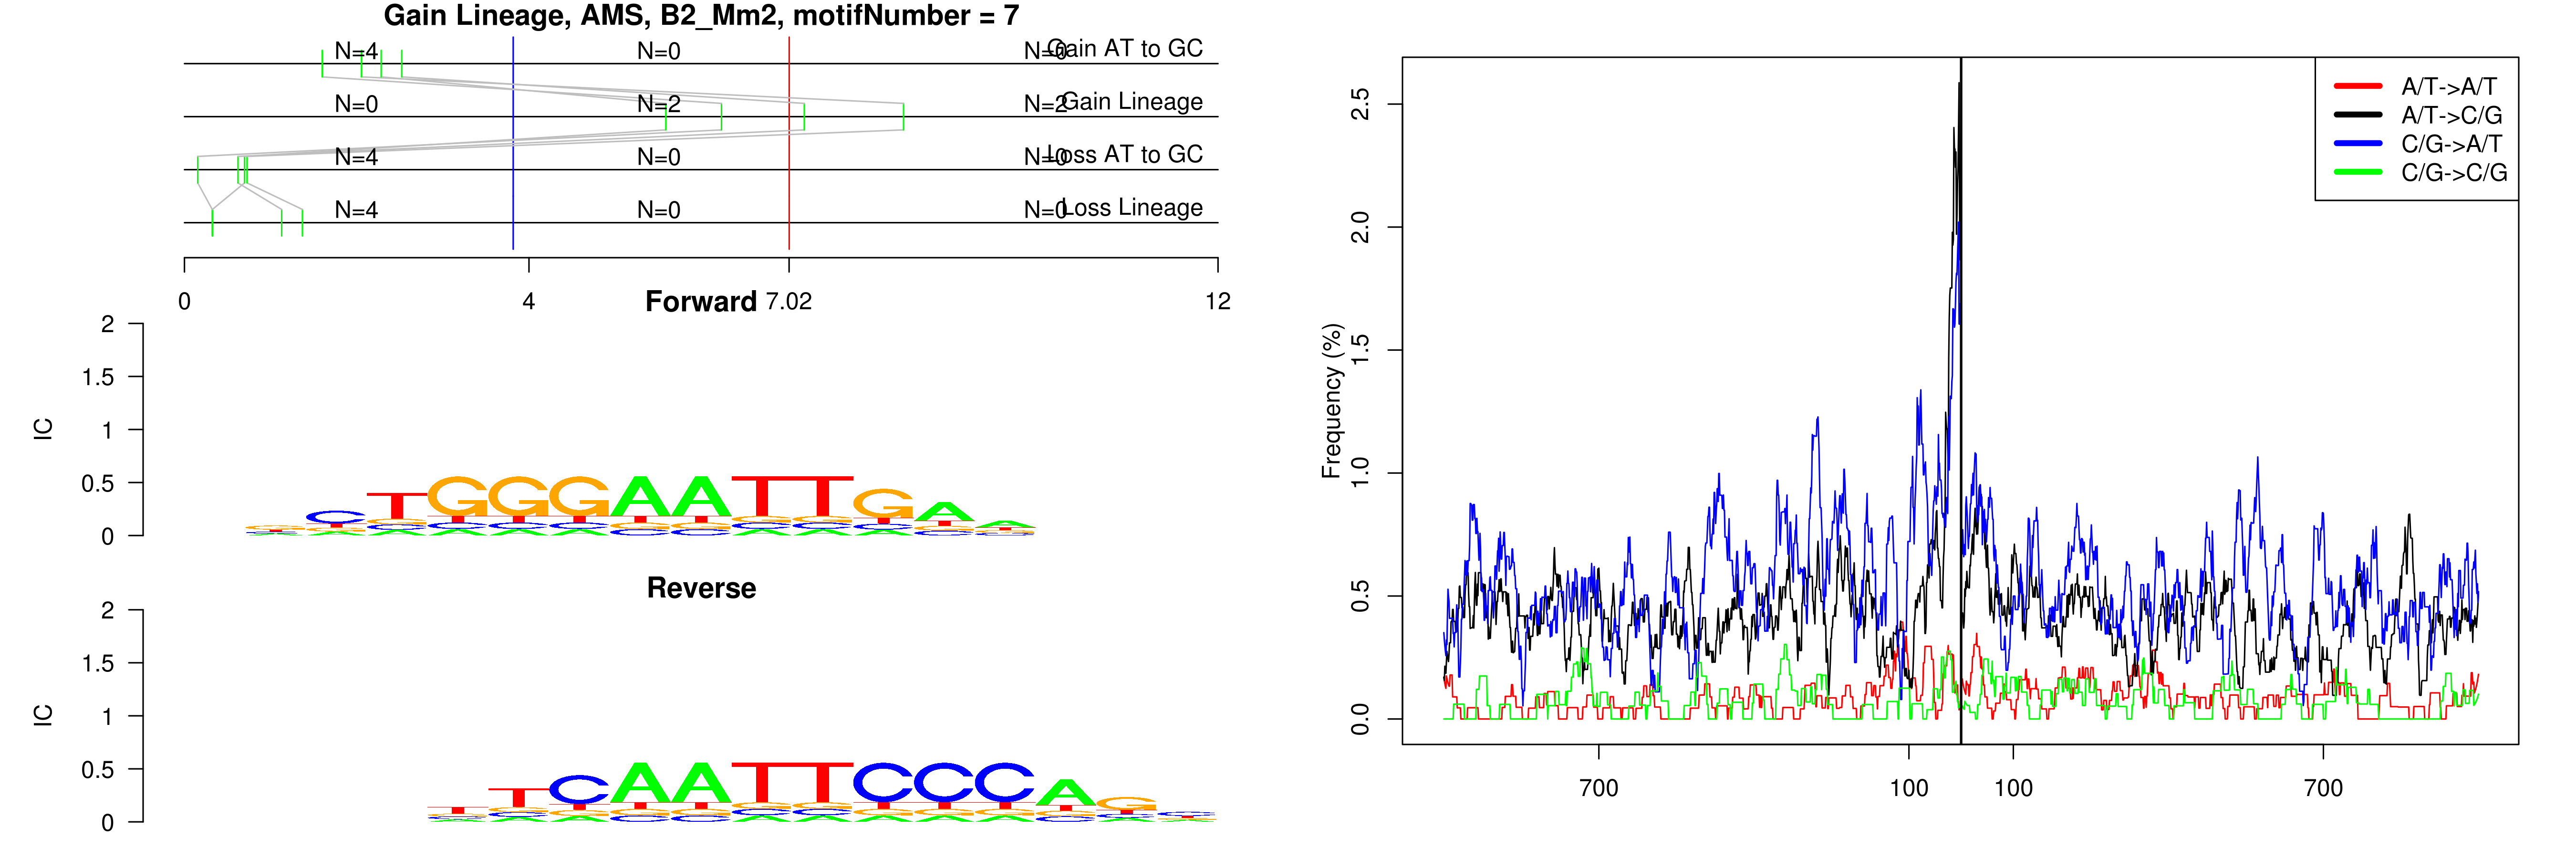 Gain Lineage, AMS, B2_Mm2, motifNumber = 7
N=4 N=0 N=0 Gain AT to GC
N=0 N=2 N=2 Gain Lineage
N=4 N=0 N=0 Loss AT to GC
N=4 N=0 N=0 Loss Lineage
0 4 7.02 12
Forward
2
1.5
1
0.5
0
IC
CTGGGAATTGAA
Reverse
2
1.5
1
0.5
0
IC
TTCAATTCCCAG
A/T->A/T
A/T->C/G
C/G->A/T
C/G->C/G
Frequency (%)
2.5
2.0
1.5
1.0
0.5
0.0
700 100 100 700